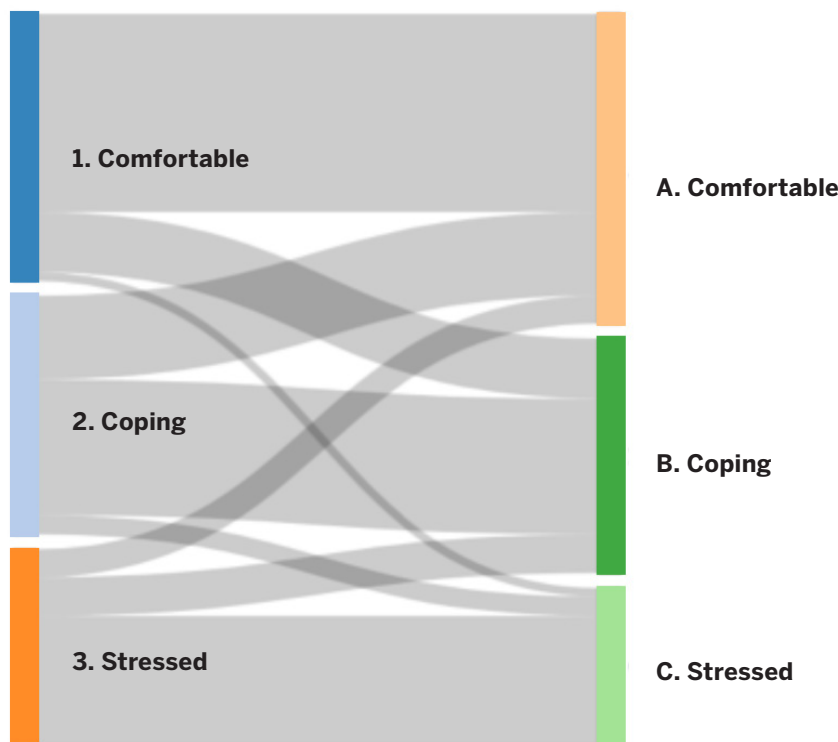 1. Comfortable
A. Comfortable
2. Coping
B. Coping
3. Stressed
C. Stressed